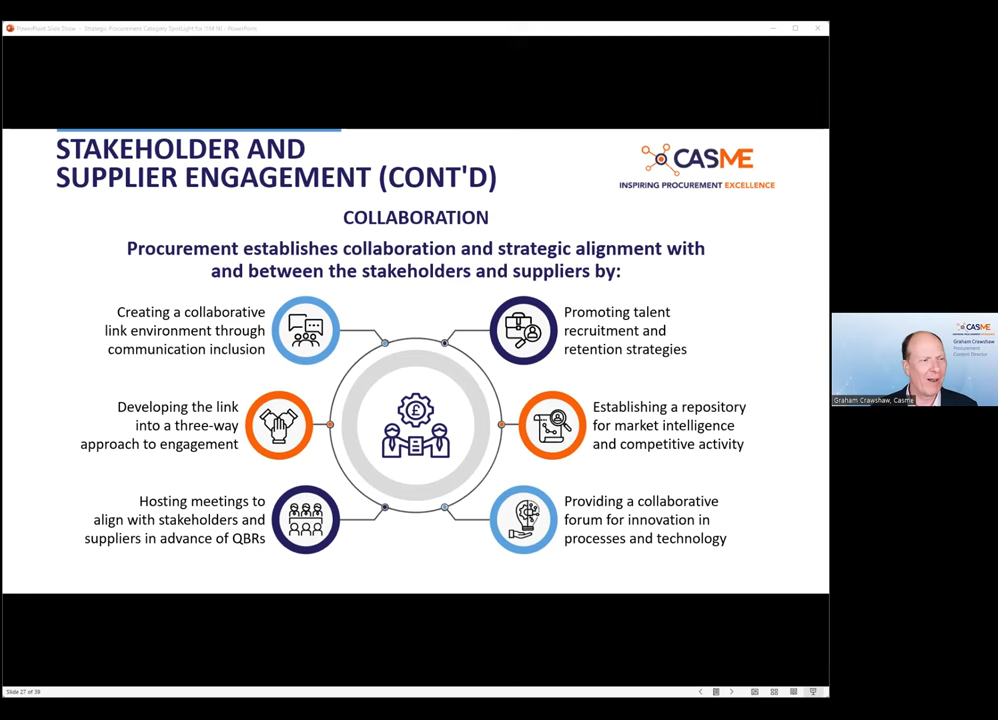 PowerPoint Slide Show - Strategic Procurement Category SpotLight for ISM NI - PowerPoint
STAKEHOLDER AND
SUPPLIER ENGAGEMENT (CONT'D)
CASME
INSPIRING PROCUREMENT EXCELLENCE
COLLABORATION
Procurement establishes collaboration and strategic alignment with
and between the stakeholders and suppliers by:
Creating a collaborative
link environment through
communication inclusion
Developing the link
into a three-way
approach to engagement
Hosting meetings to
align with stakeholders and
suppliers in advance of QBRs
£
Promoting talent
recruitment and
retention strategies
Establishing a repository
for market intelligence
and competitive activity
Providing a collaborative
forum for innovation in
processes and technology
CASME
INSPIRING PROCUREMENT EXCELLENCE
Graham Crawshaw
Procurement
Content Director
Graham Crawshaw, Casme
Slide 27 of 39